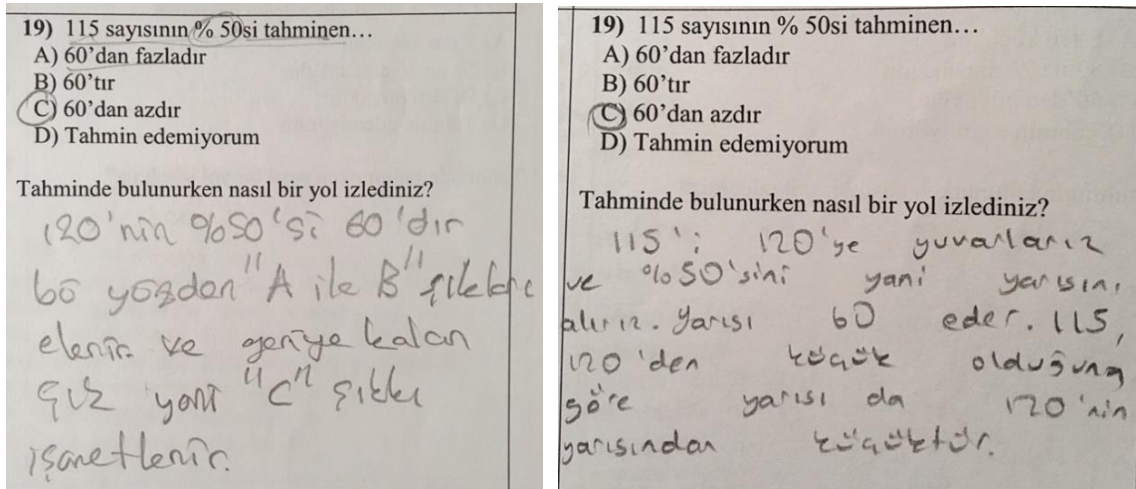 19) 115 sayısının % 50si tahminen…
A) 60’dan fazladır
B) 60’tır
C) 60’dan azdır
D) Tahmin edemiyorum
Tahminde bulunurken nasıl bir yol izlediniz?
120'nin %50'si 60'dır
bö yüzden "A ile B" şıkları
elenir ve geriye kalan
şık yani "C" şıkkı
işaretlenir.
19) 115 sayısının % 50si tahminen…
A) 60’dan fazladır
B) 60’tır
C) 60’dan azdır
D) Tahmin edemiyorum
Tahminde bulunurken nasıl bir yol izlediniz?
115'i 120'ye yuvarlarız
ve %50'sini yani yarısını
alırız. Yarısı 60 eder. 115,
120'den küçük olduğuna
göre yarısı da 120'nin
yarısından küçüktür.